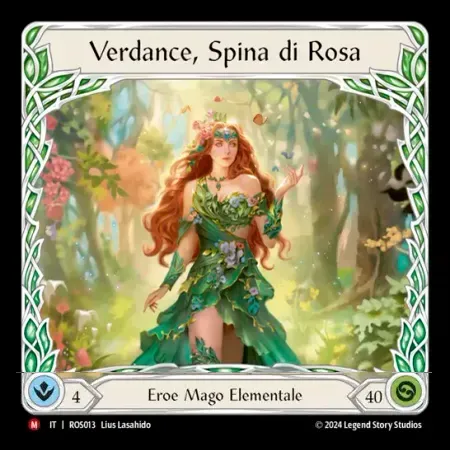 Verdance, Spina di Rosa
4
Eroe Mago Elementale
40
M | IT | ROS013 Lius Lasahido
© 2024 Legend Story Studios